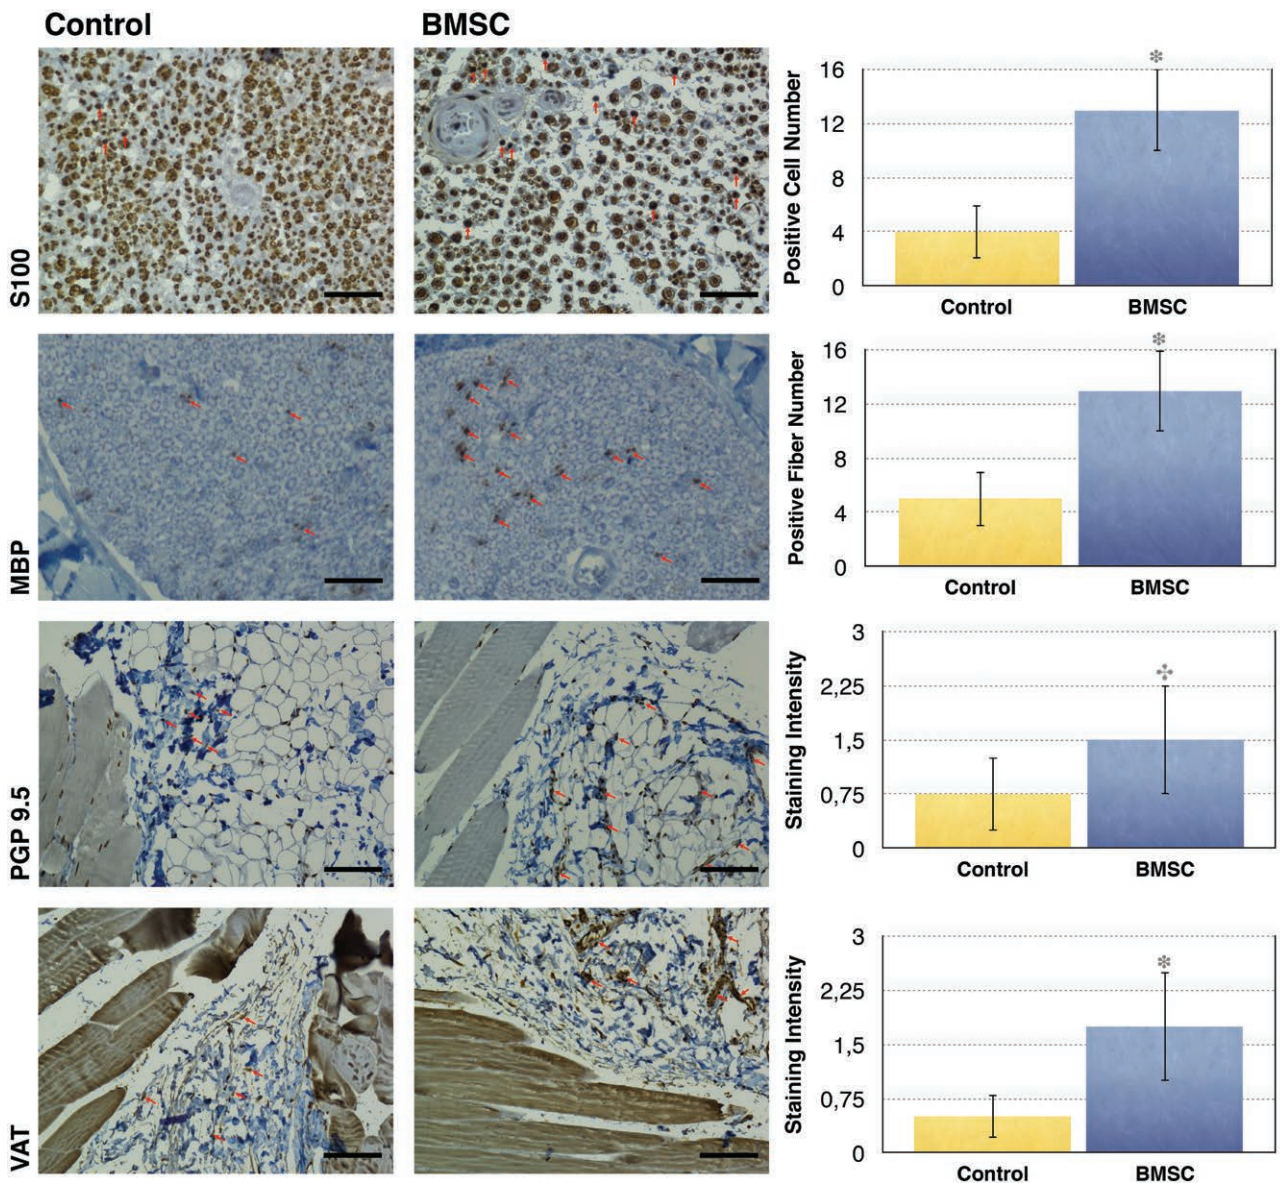 Control
BMSC
S100
Positive Cell Number
16
12
8
4
0
*
Control
BMSC
MBP
Positive Fiber Number
16
12
8
4
0
*
Control
BMSC
PGP 9.5
Staining Intensity
3
2,25
1,5
0,75
0
✣
Control
BMSC
VAT
Staining Intensity
3
2,25
1,5
0,75
0
*
Control
BMSC